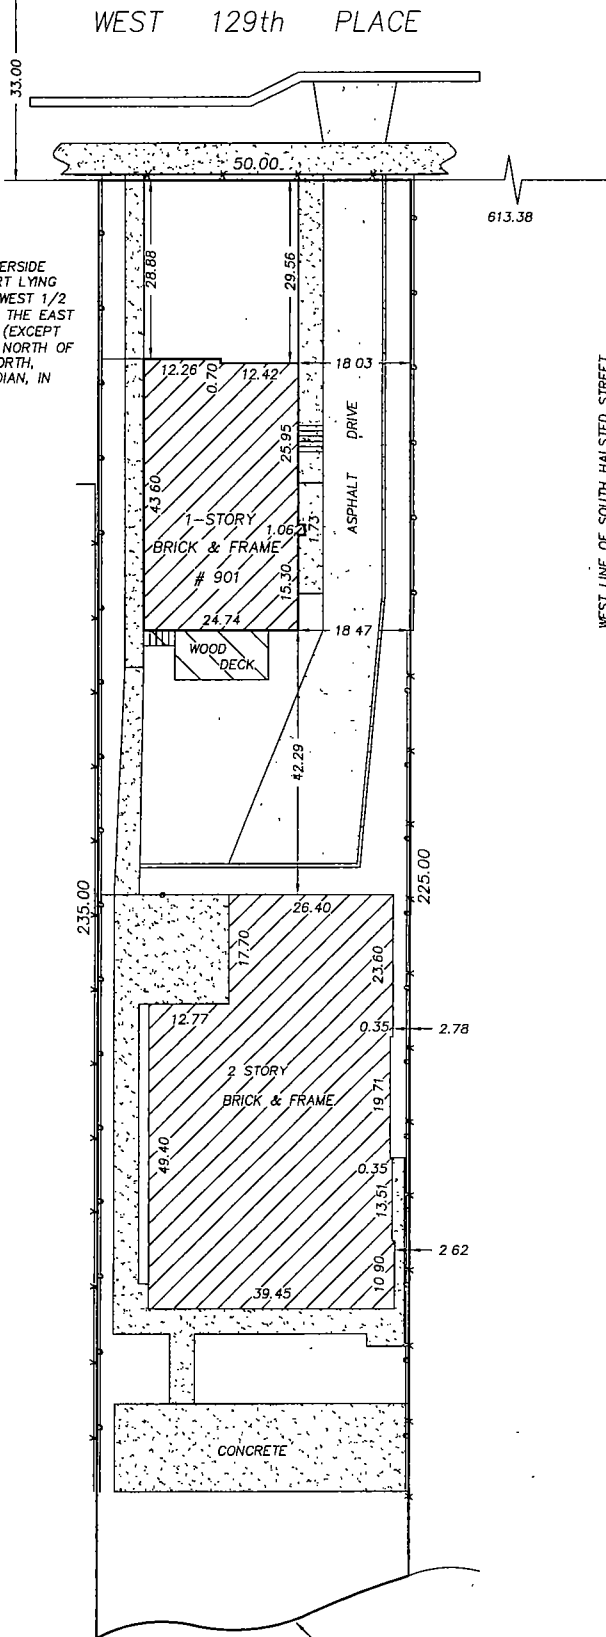 WEST 129th PLACE
33.00
50.00
613.38
ERSIDE
RT LYING
WEST 1/2
THE EAST
(EXCEPT
NORTH OF
ORTH,
DIAN, IN
28.88
29.56
12.26
0.70
12.42
18 03
43 60
25.95
ASPHALT DRIVE
WEST LINE OF SOUTH HALSTED STREET
1-STORY
1.06
1.73
BRICK & FRAME
# 901
15.30
24.74
18 47
WOOD
DECK
42.29
235.00
225.00
26.40
17.70
23.60
12.77
0.35
2.78
2 STORY
BRICK & FRAME
19 71
49.40
0.35
13.51
2 62
10 90
39.45
CONCRETE